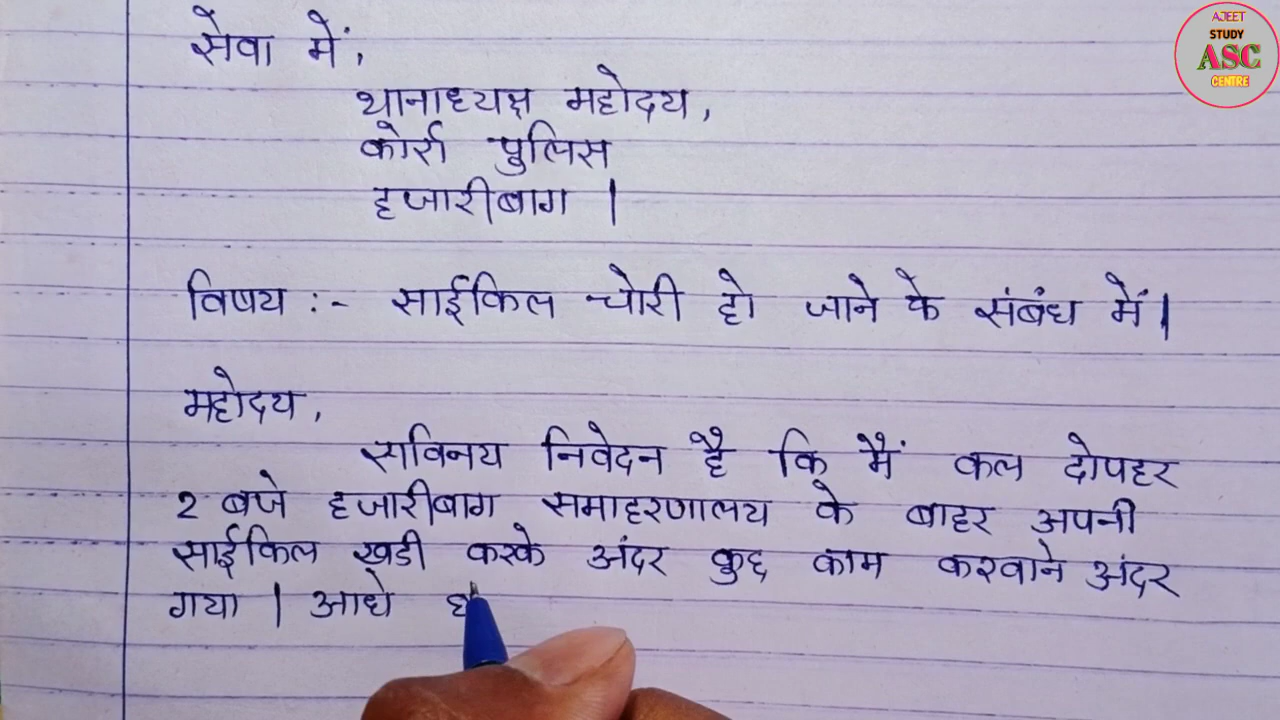 सेवा में,
थानाध्यक्ष महोदय,
कोर्रा पुलिस
हजारीबाग |
विषय :- साईकिल चोरी हो जाने के संबंध में |
महोदय,
सविनय निवेदन है कि मैं कल दोपहर
2 बजे हजारीबाग समाहरणालय के बाहर अपनी
साईकिल खडी करके अंदर कुछ काम करवाने अंदर
गया | आधे घ
AJEET
STUDY
ASC
CENTRE